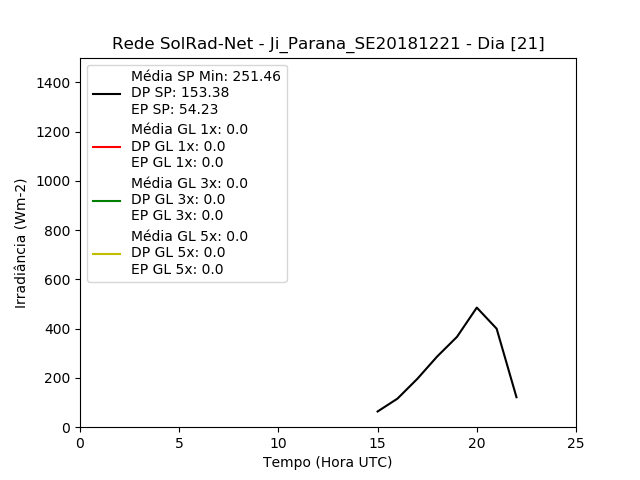 Rede SolRad-Net - Ji_Parana_SE20181221 - Dia [21]
Média SP Min: 251.46
DP SP: 153.38
EP SP: 54.23
Média GL 1x: 0.0
DP GL 1x: 0.0
EP GL 1x: 0.0
Média GL 3x: 0.0
DP GL 3x: 0.0
EP GL 3x: 0.0
Média GL 5x: 0.0
DP GL 5x: 0.0
EP GL 5x: 0.0
Irradiância (Wm-2)
1400
1200
1000
800
600
400
200
0
0 5 10 15 20 25
Tempo (Hora UTC)